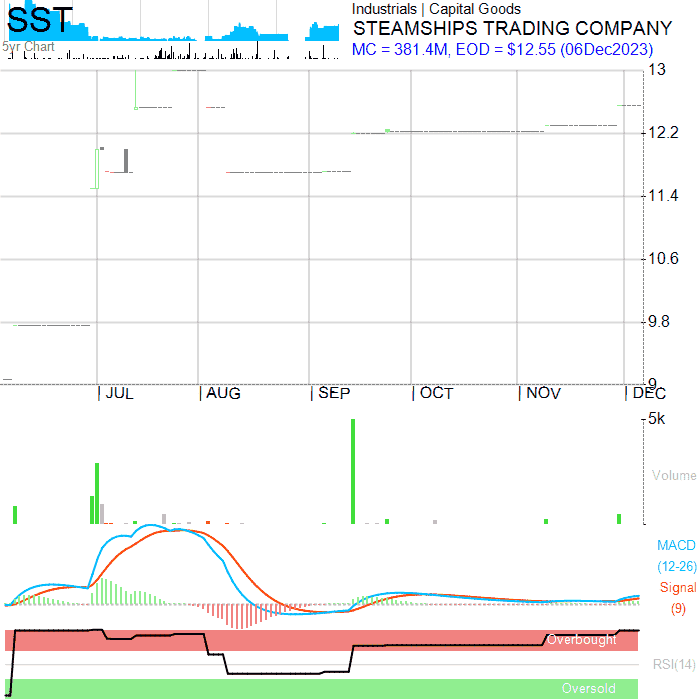 SST
5yr Chart
Industrials | Capital Goods
STEAMSHIPS TRADING COMPANY
MC = 381.4M, EOD = $12.55 (06Dec2023)
13
12.2
11.4
10.6
9.8
9
| JUL
| AUG
| SEP
| OCT
| NOV
| DEC
5k
Volume
MACD
(12-26)
Signal
(9)
Overbought
RSI(14)
Oversold